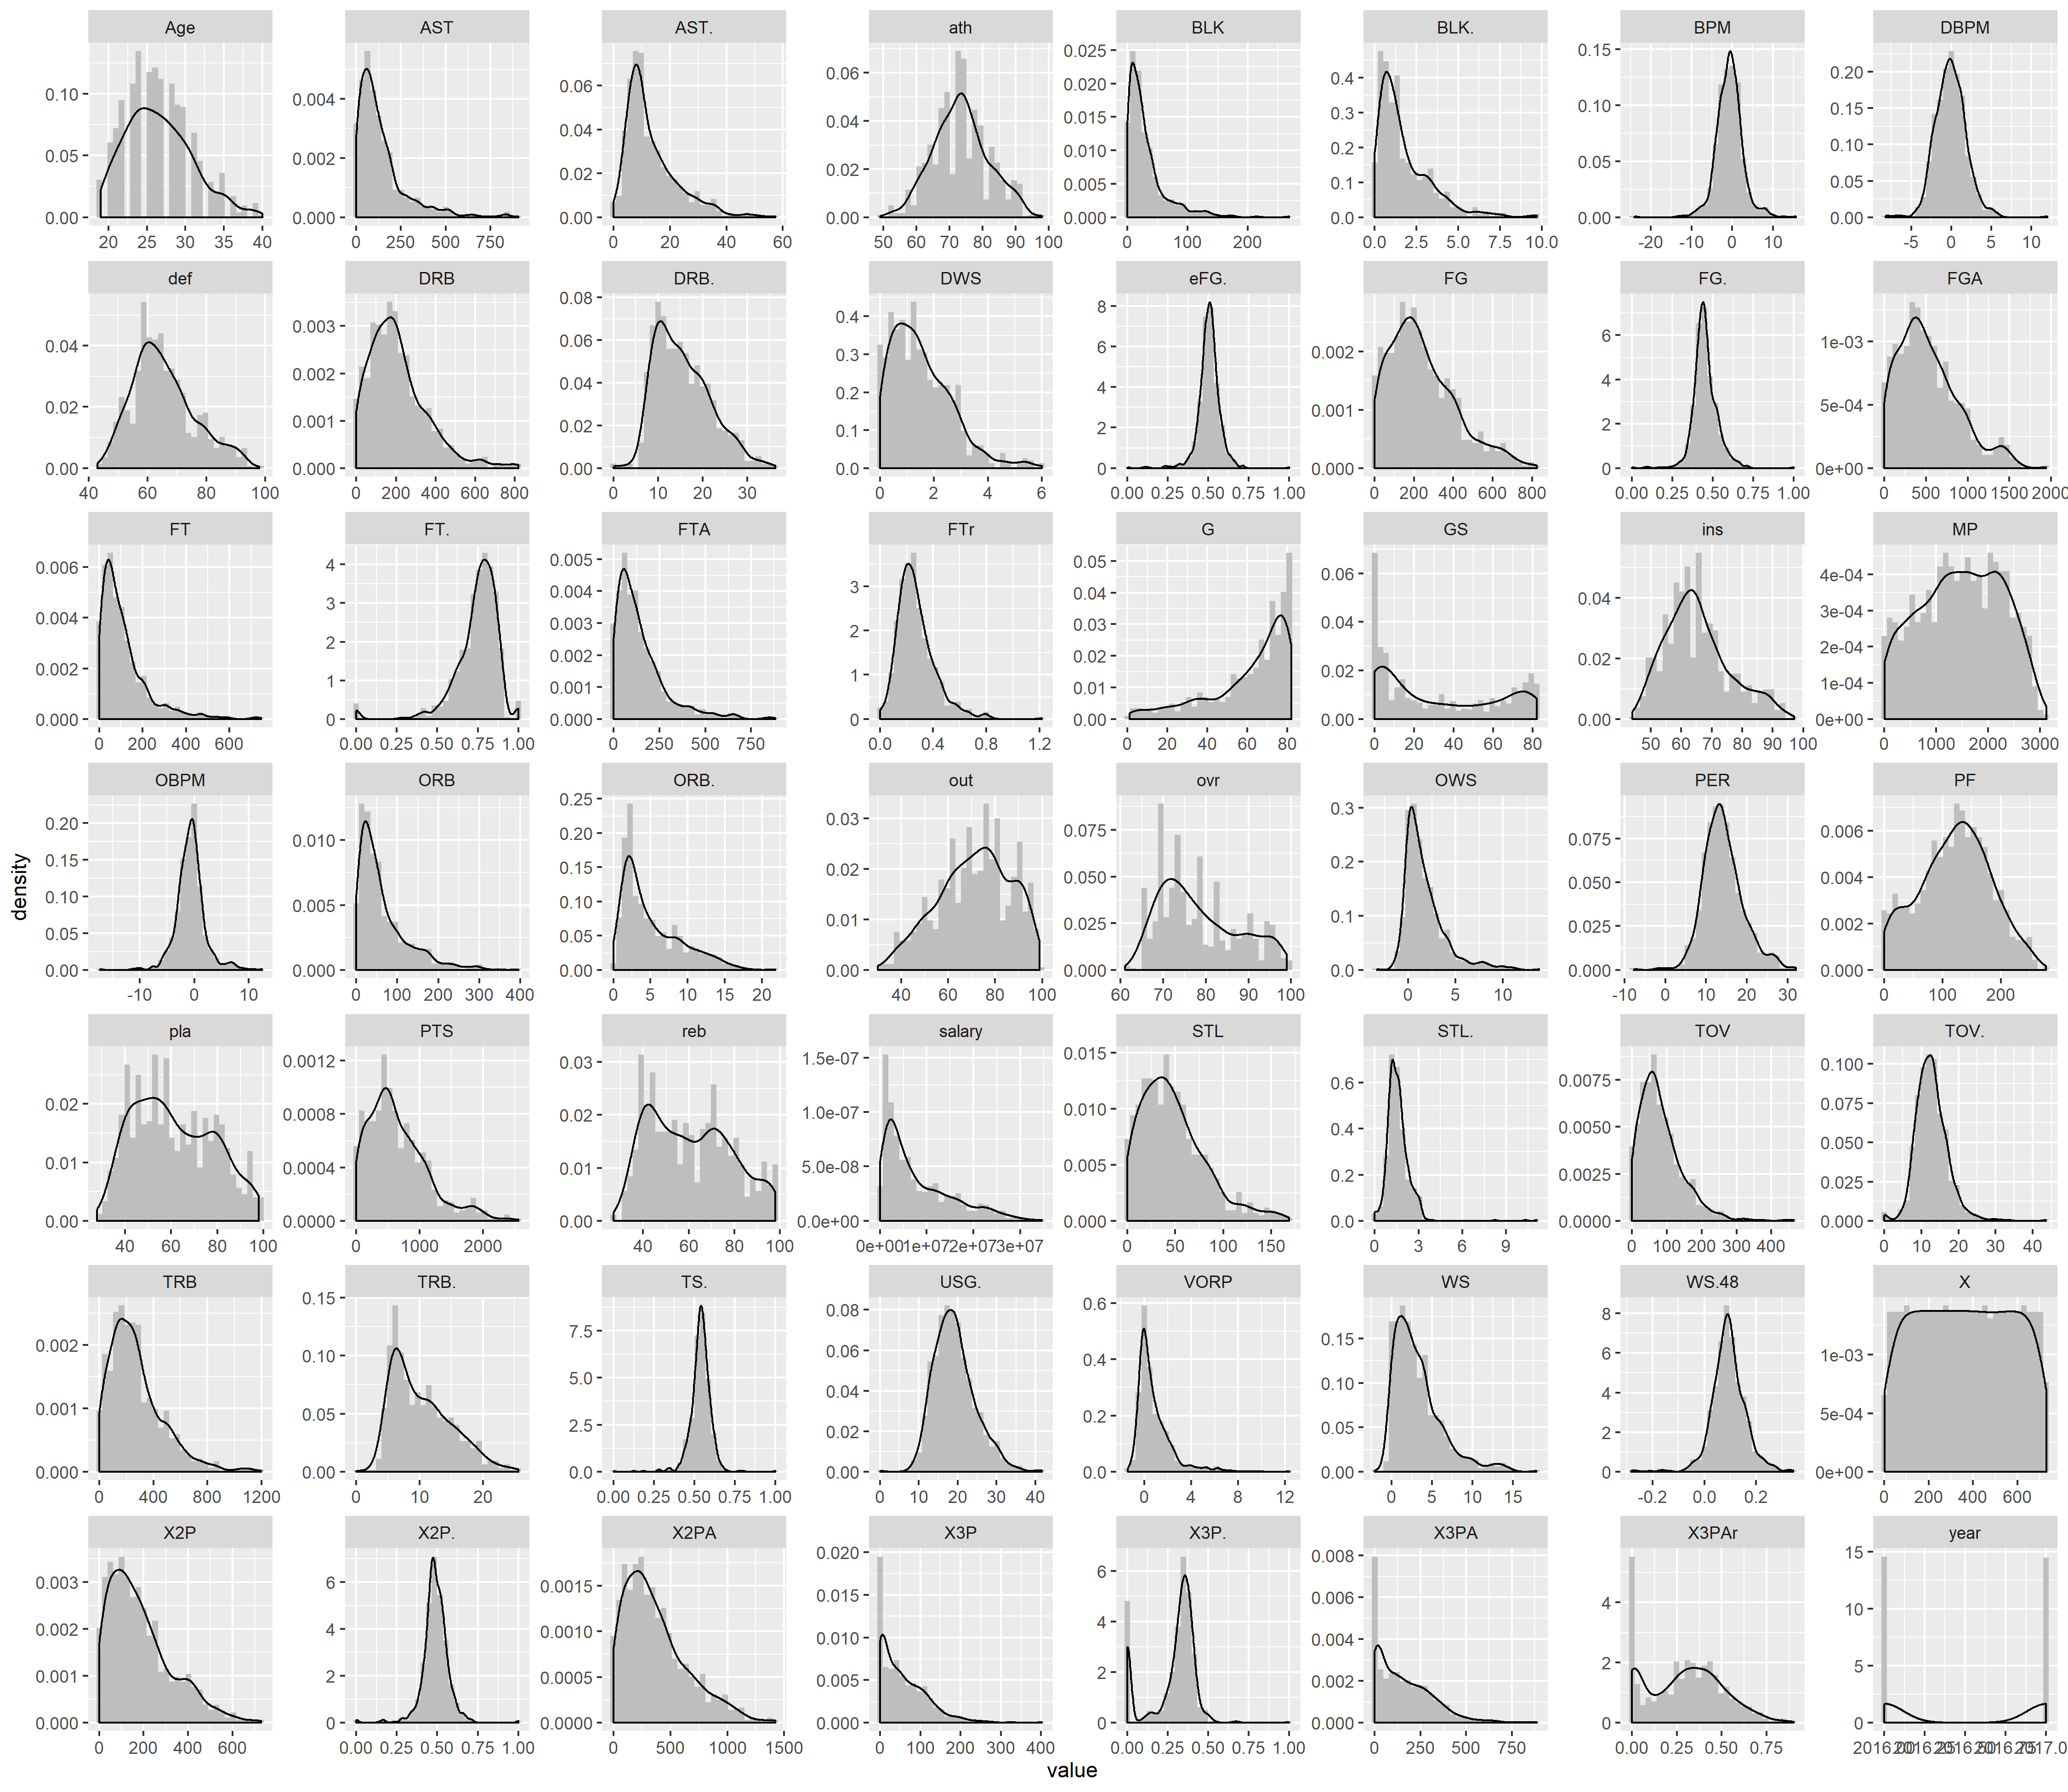 density
Age
0.10
0.05
0.00
20 25 30 35 40
AST
0.004
0.002
0.000
0 250 500 750
AST.
0.06
0.04
0.02
0.00
0 20 40 60
ath
0.06
0.04
0.02
0.00
50 60 70 80 90 100
BLK
0.025
0.020
0.015
0.010
0.005
0.000
0 100 200
BLK.
0.4
0.3
0.2
0.1
0.0
0.0 2.5 5.0 7.5 10.0
BPM
0.15
0.10
0.05
0.00
-20 -10 0 10
DBPM
0.20
0.15
0.10
0.05
0.00
-5 0 5 10
def
0.04
0.02
0.00
40 60 80 100
DRB
0.003
0.002
0.001
0.000
0 200 400 600 800
DRB.
0.08
0.06
0.04
0.02
0.00
0 10 20 30
DWS
0.4
0.3
0.2
0.1
0.0
0 2 4 6
eFG.
8
6
4
2
0
0.00 0.25 0.50 0.75 1.00
FG
0.002
0.001
0.000
0 200 400 600 800
FG.
6
4
2
0
0.00 0.25 0.50 0.75 1.00
FGA
1e-03
5e-04
0e+00
0 500 1000 1500 2000
FT
0.006
0.004
0.002
0.000
0 200 400 600
FT.
4
3
2
1
0
0.00 0.25 0.50 0.75 1.00
FTA
0.005
0.004
0.003
0.002
0.001
0.000
0 250 500 750
FTr
3
2
1
0
0.0 0.4 0.8 1.2
G
0.05
0.04
0.03
0.02
0.01
0.00
0 20 40 60 80
GS
0.06
0.04
0.02
0.00
0 20 40 60 80
ins
0.04
0.02
0.00
50 60 70 80 90 100
MP
4e-04
3e-04
2e-04
1e-04
0e+00
0 1000 2000 3000
OBPM
0.20
0.15
0.10
0.05
0.00
-10 0 10
ORB
0.010
0.005
0.000
0 100 200 300 400
ORB.
0.25
0.20
0.15
0.10
0.05
0.00
0 5 10 15 20
out
0.03
0.02
0.01
0.00
40 60 80 100
ovr
0.075
0.050
0.025
0.000
60 70 80 90 100
OWS
0.3
0.2
0.1
0.0
0 5 10
PER
0.075
0.050
0.025
0.000
-10 0 10 20 30
PF
0.006
0.004
0.002
0.000
0 100 200
pla
0.02
0.01
0.00
40 60 80 100
PTS
0.0012
0.0008
0.0004
0.0000
0 1000 2000
reb
0.03
0.02
0.01
0.00
40 60 80 100
salary
1.5e-07
1.0e-07
5.0e-08
0.0e+00
0e+001e+072e+073e+07
STL
0.015
0.010
0.005
0.000
0 50 100 150
STL.
0.6
0.4
0.2
0.0
0 3 6 9
TOV
0.0075
0.0050
0.0025
0.0000
0 100 200 300 400
TOV.
0.100
0.075
0.050
0.025
0.000
0 10 20 30 40
TRB
0.002
0.001
0.000
0 400 800 1200
TRB.
0.15
0.10
0.05
0.00
0 10 20
TS.
7.5
5.0
2.5
0.0
0.00 0.25 0.50 0.75 1.00
USG.
0.08
0.06
0.04
0.02
0.00
0 10 20 30 40
VORP
0.6
0.4
0.2
0.0
0 4 8 12
WS
0.15
0.10
0.05
0.00
0 5 10 15
WS.48
8
6
4
2
0
-0.2 0.0 0.2
X
1e-03
5e-04
0e+00
0 200 400 600
X2P
0.003
0.002
0.001
0.000
0 200 400 600
X2P.
6
4
2
0
0.00 0.25 0.50 0.75 1.00
X2PA
0.0015
0.0010
0.0005
0.0000
0 500 1000 1500
X3P
0.020
0.015
0.010
0.005
0.000
0 100 200 300 400
X3P.
6
4
2
0
0.00 0.25 0.50 0.75 1.00
X3PA
0.008
0.006
0.004
0.002
0.000
0 250 500 750
X3PAr
4
2
0
0.00 0.25 0.50 0.75
year
15
10
5
0
value